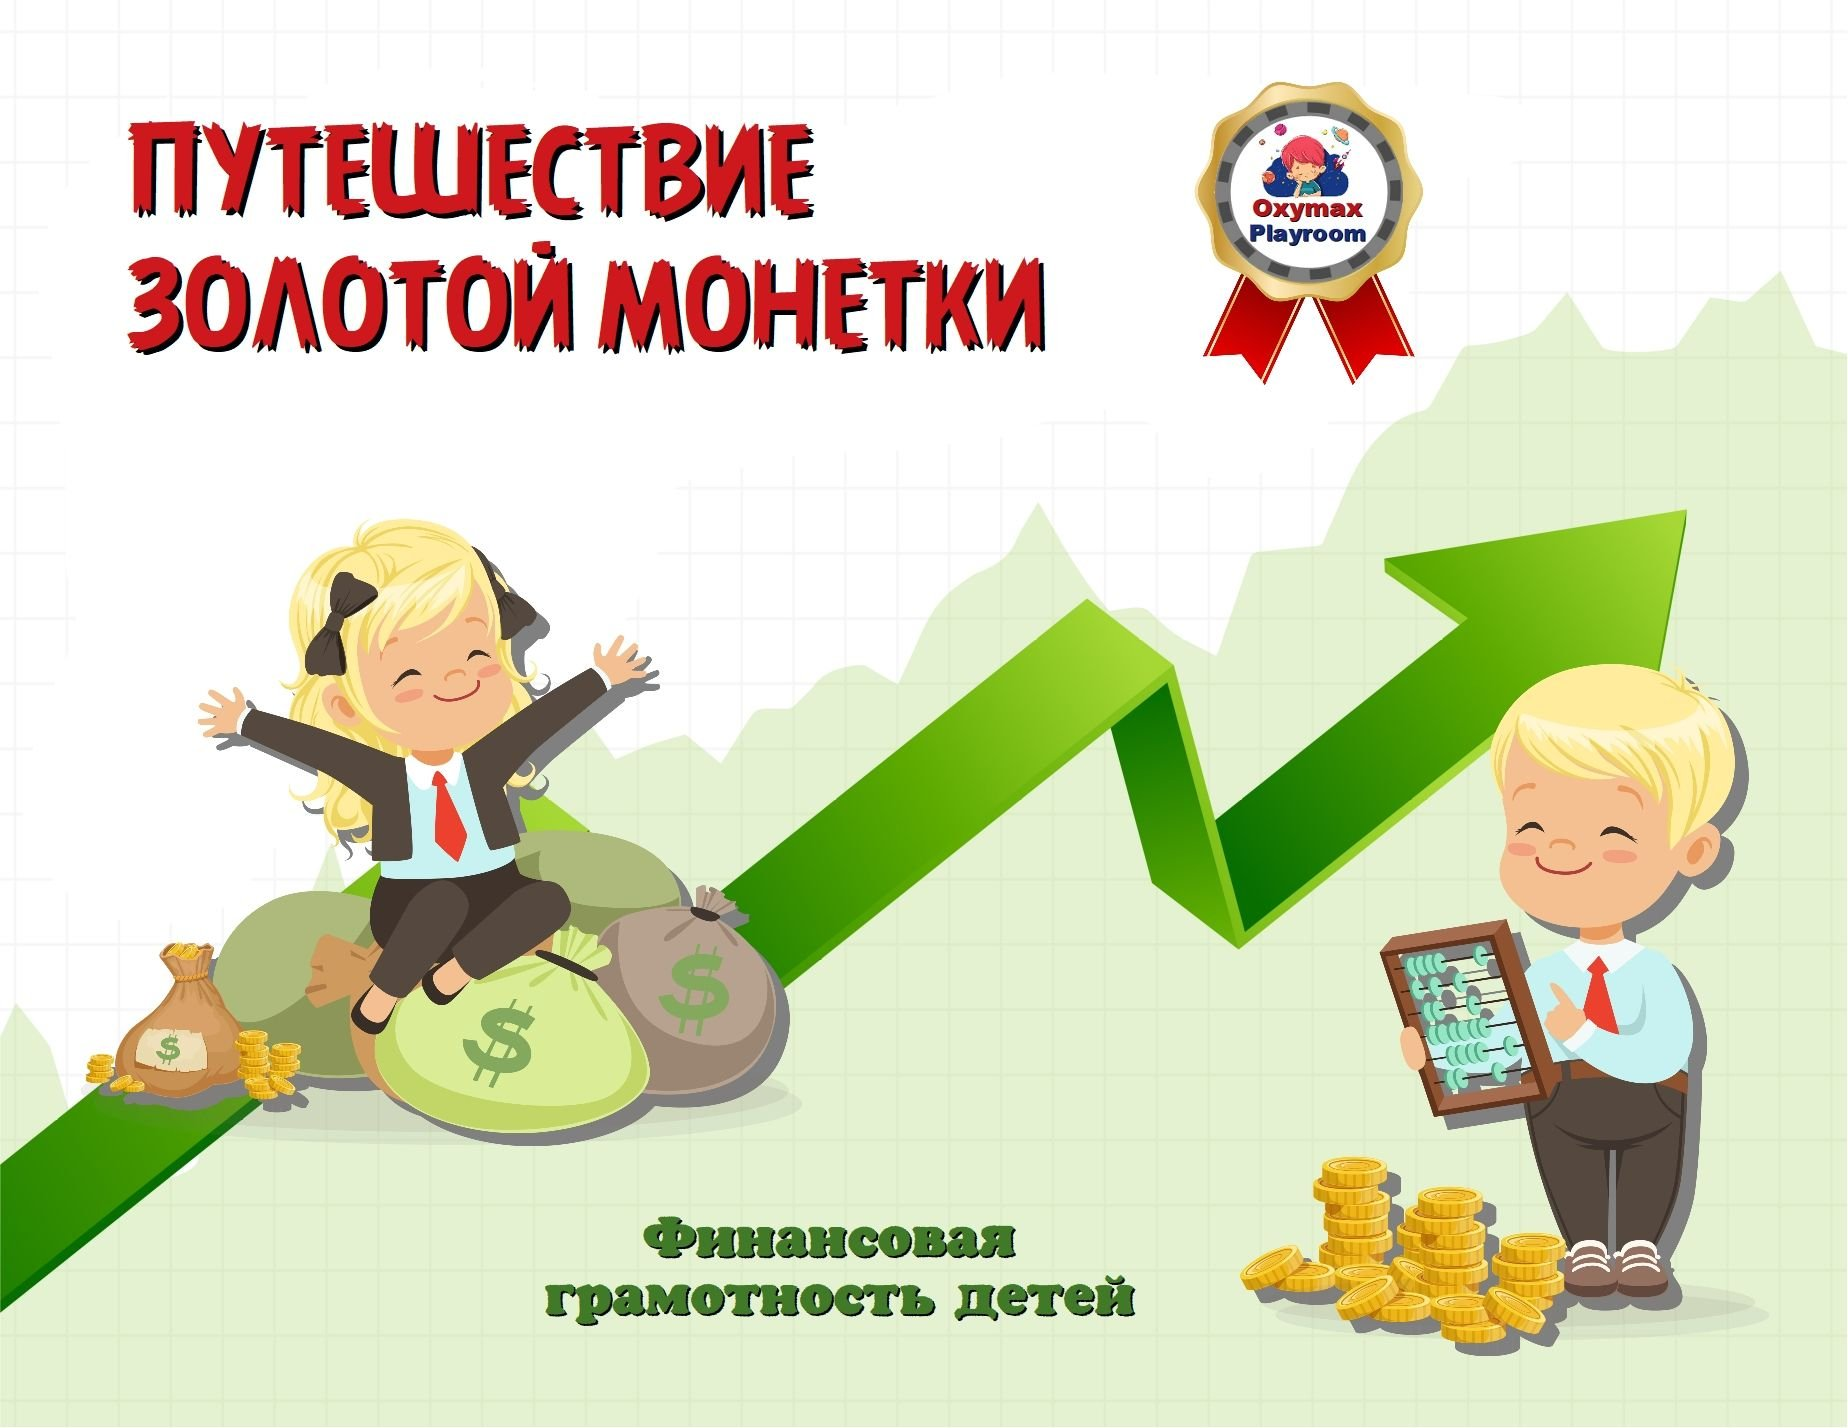 ПУТЕШЕСТВИЕ
ЗОЛОТОЙ МОНЕТКИ
Oxymax
Playroom
$
$
$
Финансовая
грамотность детей